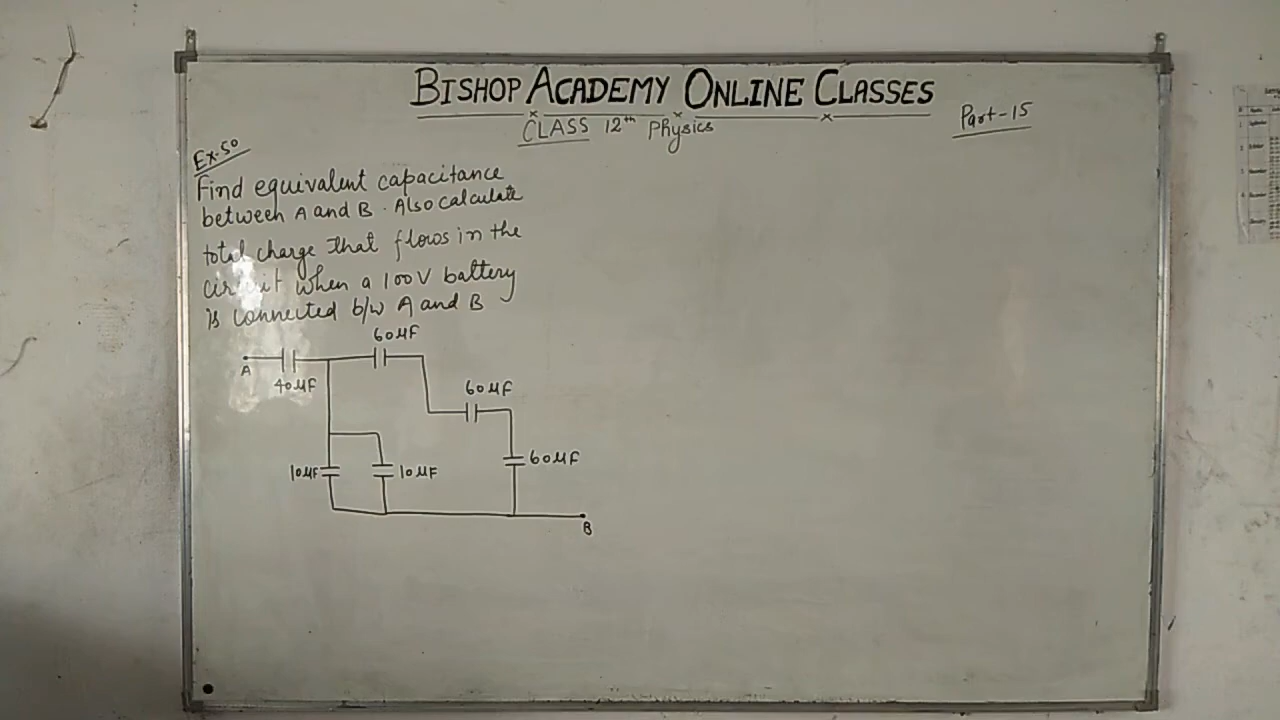 BISHOP ACADEMY ONLINE CLASSES
CLASS 12th Physics
Part-15
Ex.50
Find equivalent capacitance
between A and B. Also calculate
total charge that flows in the
circuit when a 100V battery
is connected b/w A and B
60µF
A
40µF
60µF
10µF
10µF
60µF
B